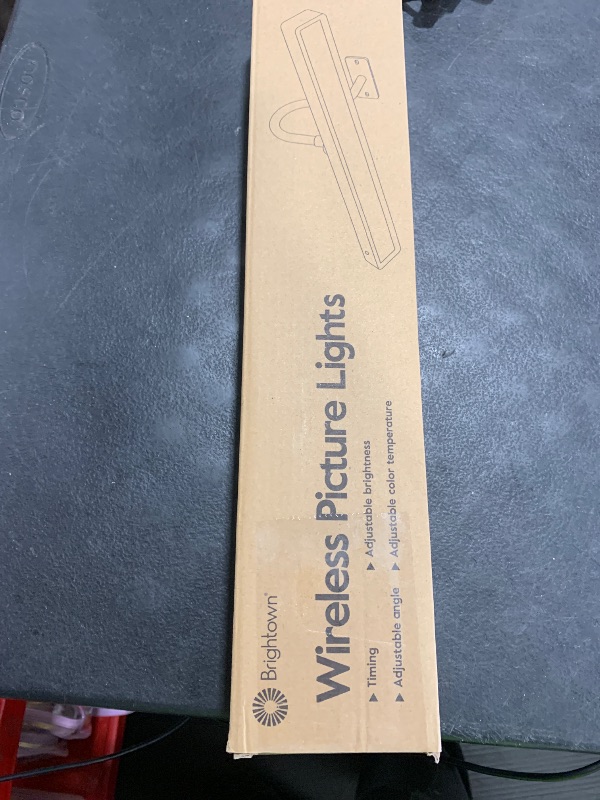 Brightown®
Wireless Picture Lights
▶ Timing ▶ Adjustable brightness
▶ Adjustable angle ▶ Adjustable color temperature